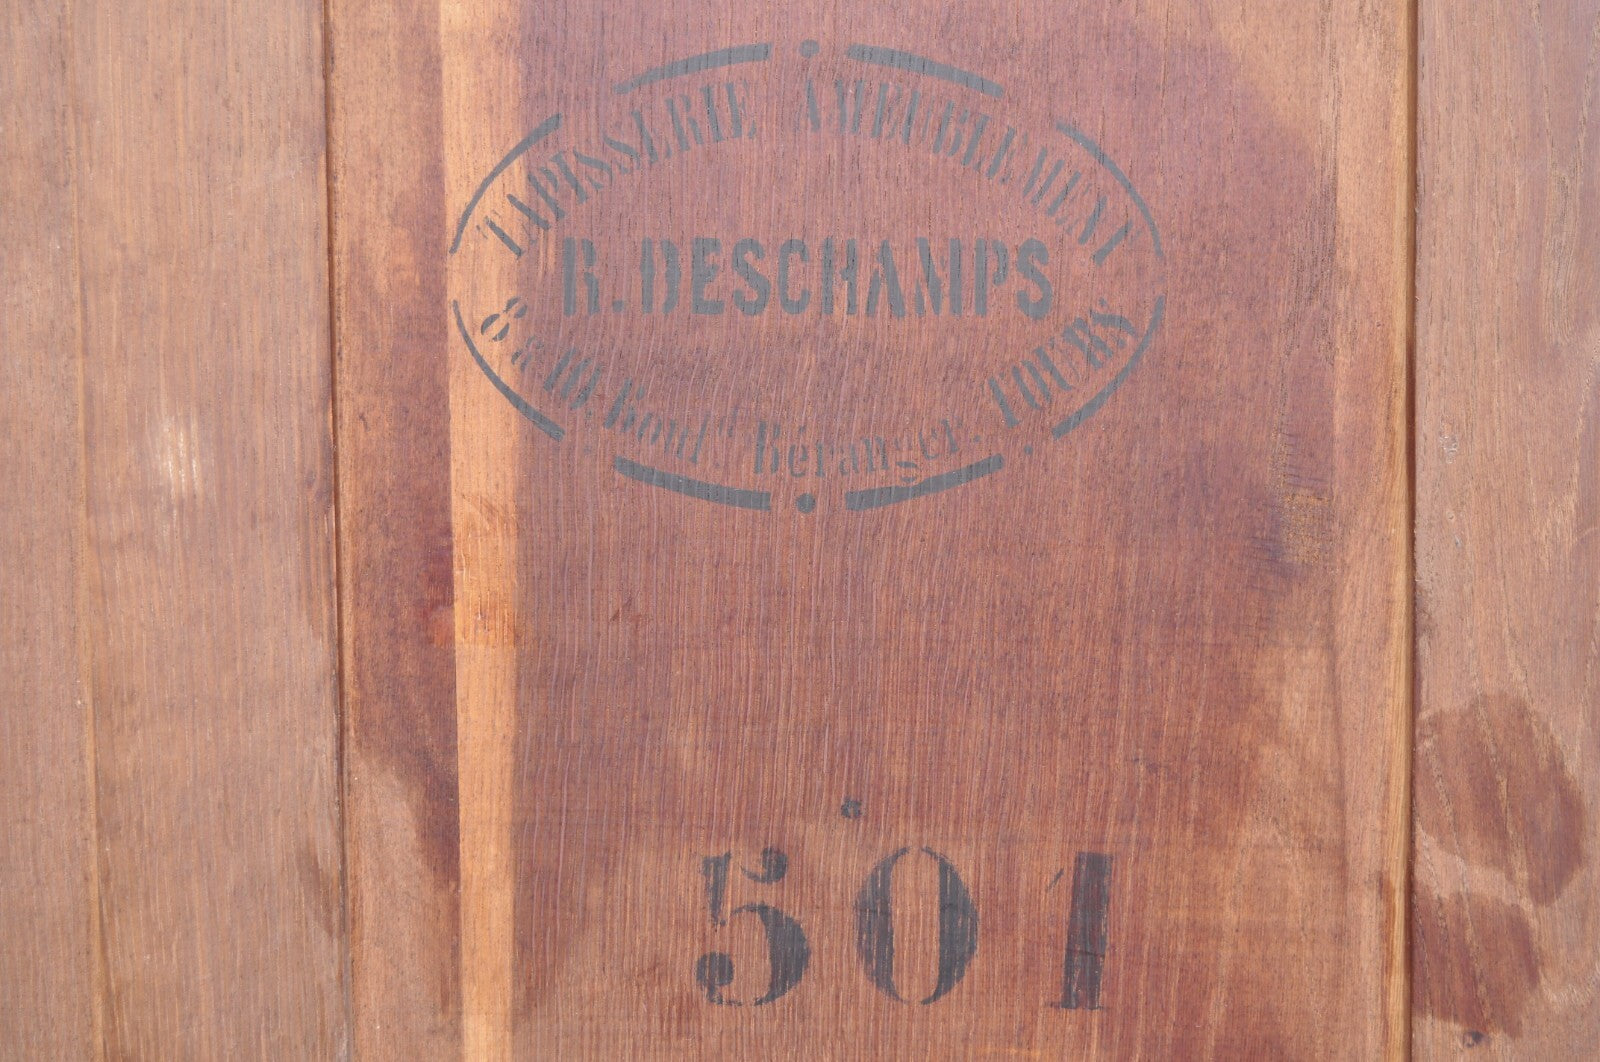 TAPISSERIE AMEUBLEMENT
R. DESCHAMPS
8 & 10. Boul.d Béranger. TOURS
501